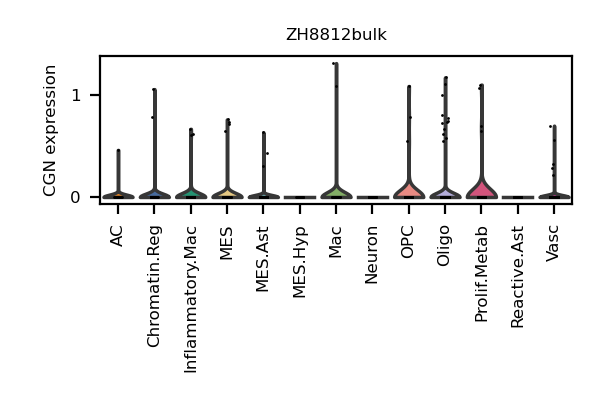 ZH8812bulk
CGN expression
1
0
AC
Chromatin.Reg
Inflammatory.Mac
MES
MES.Ast
MES.Hyp
Mac
Neuron
OPC
Oligo
Prolif.Metab
Reactive.Ast
Vasc